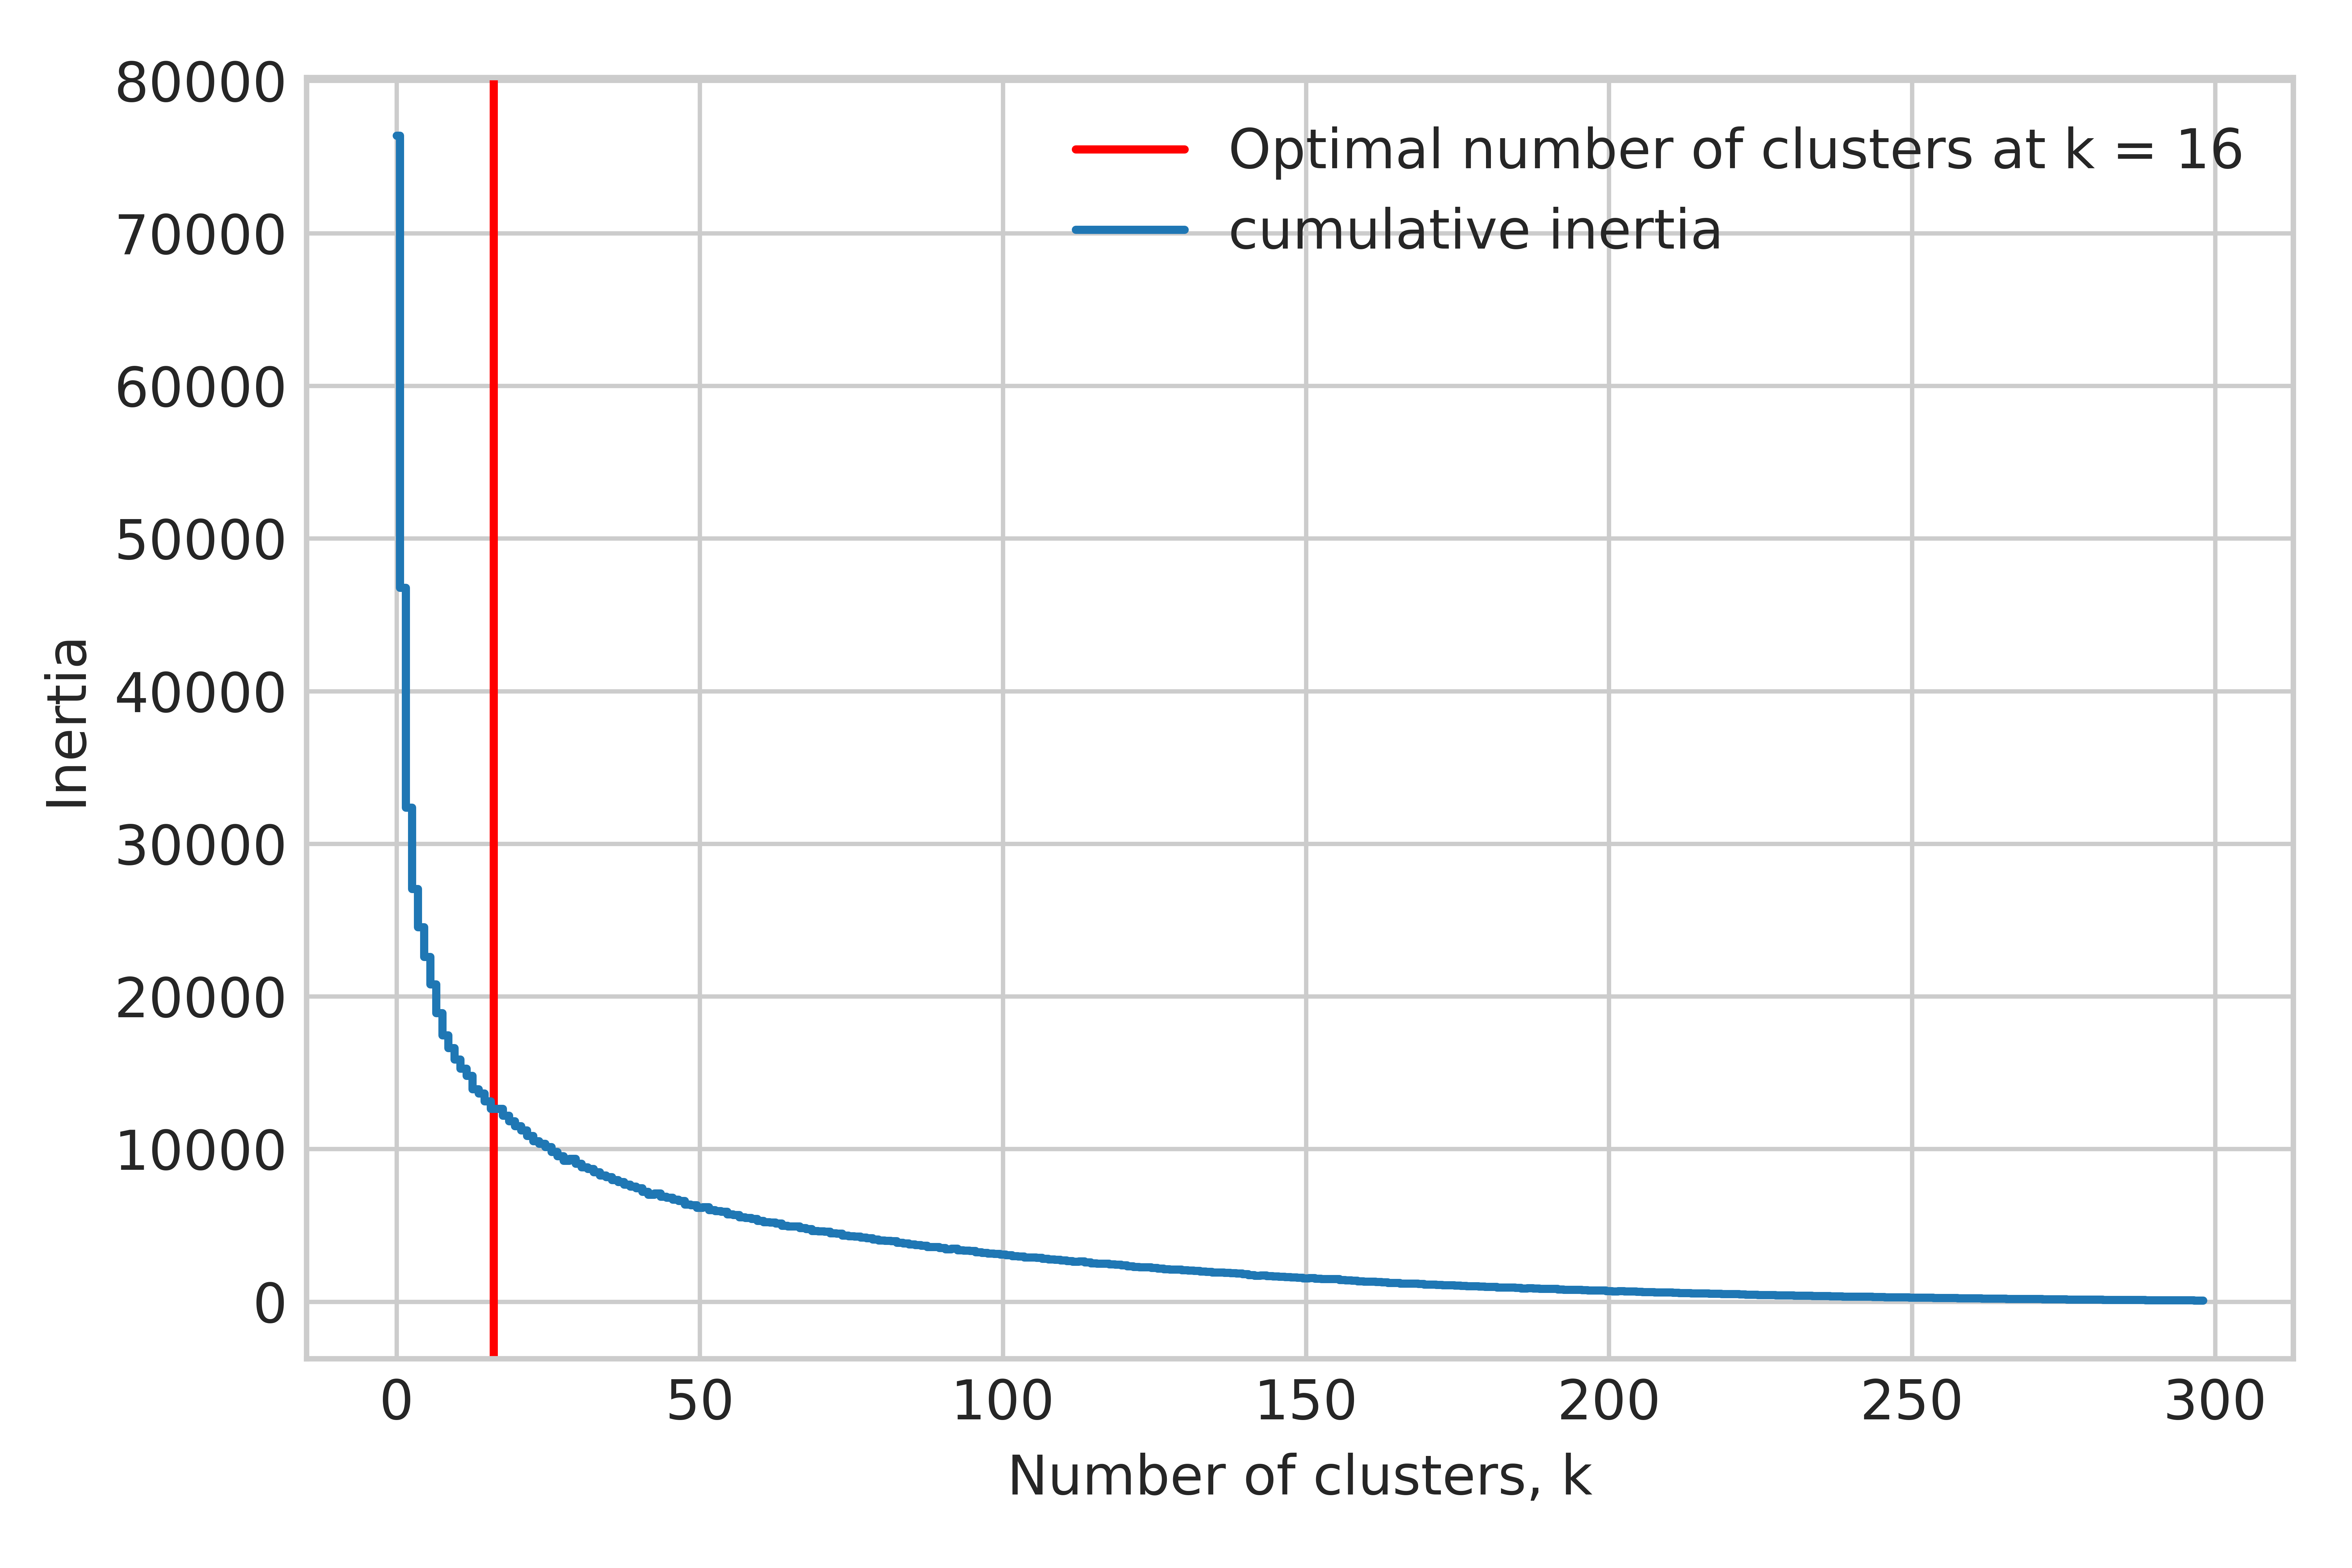 80000
70000
60000
50000
40000
30000
20000
10000
0
Inertia
Optimal number of clusters at k = 16
cumulative inertia
0 50 100 150 200 250 300
Number of clusters, k